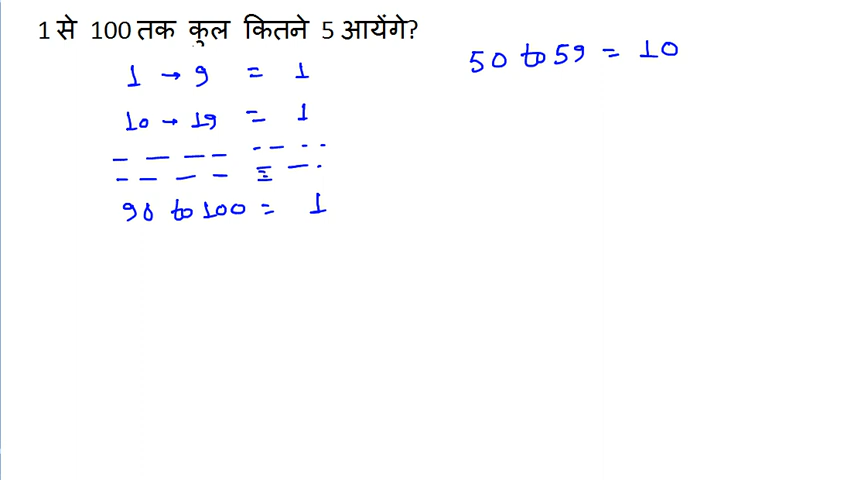 1 से 100 तक कुल कितने 5 आयेंगे?
1 → 9 = 1
10 → 19 = 1
90 to 100 = 1
50 to 59 = 10